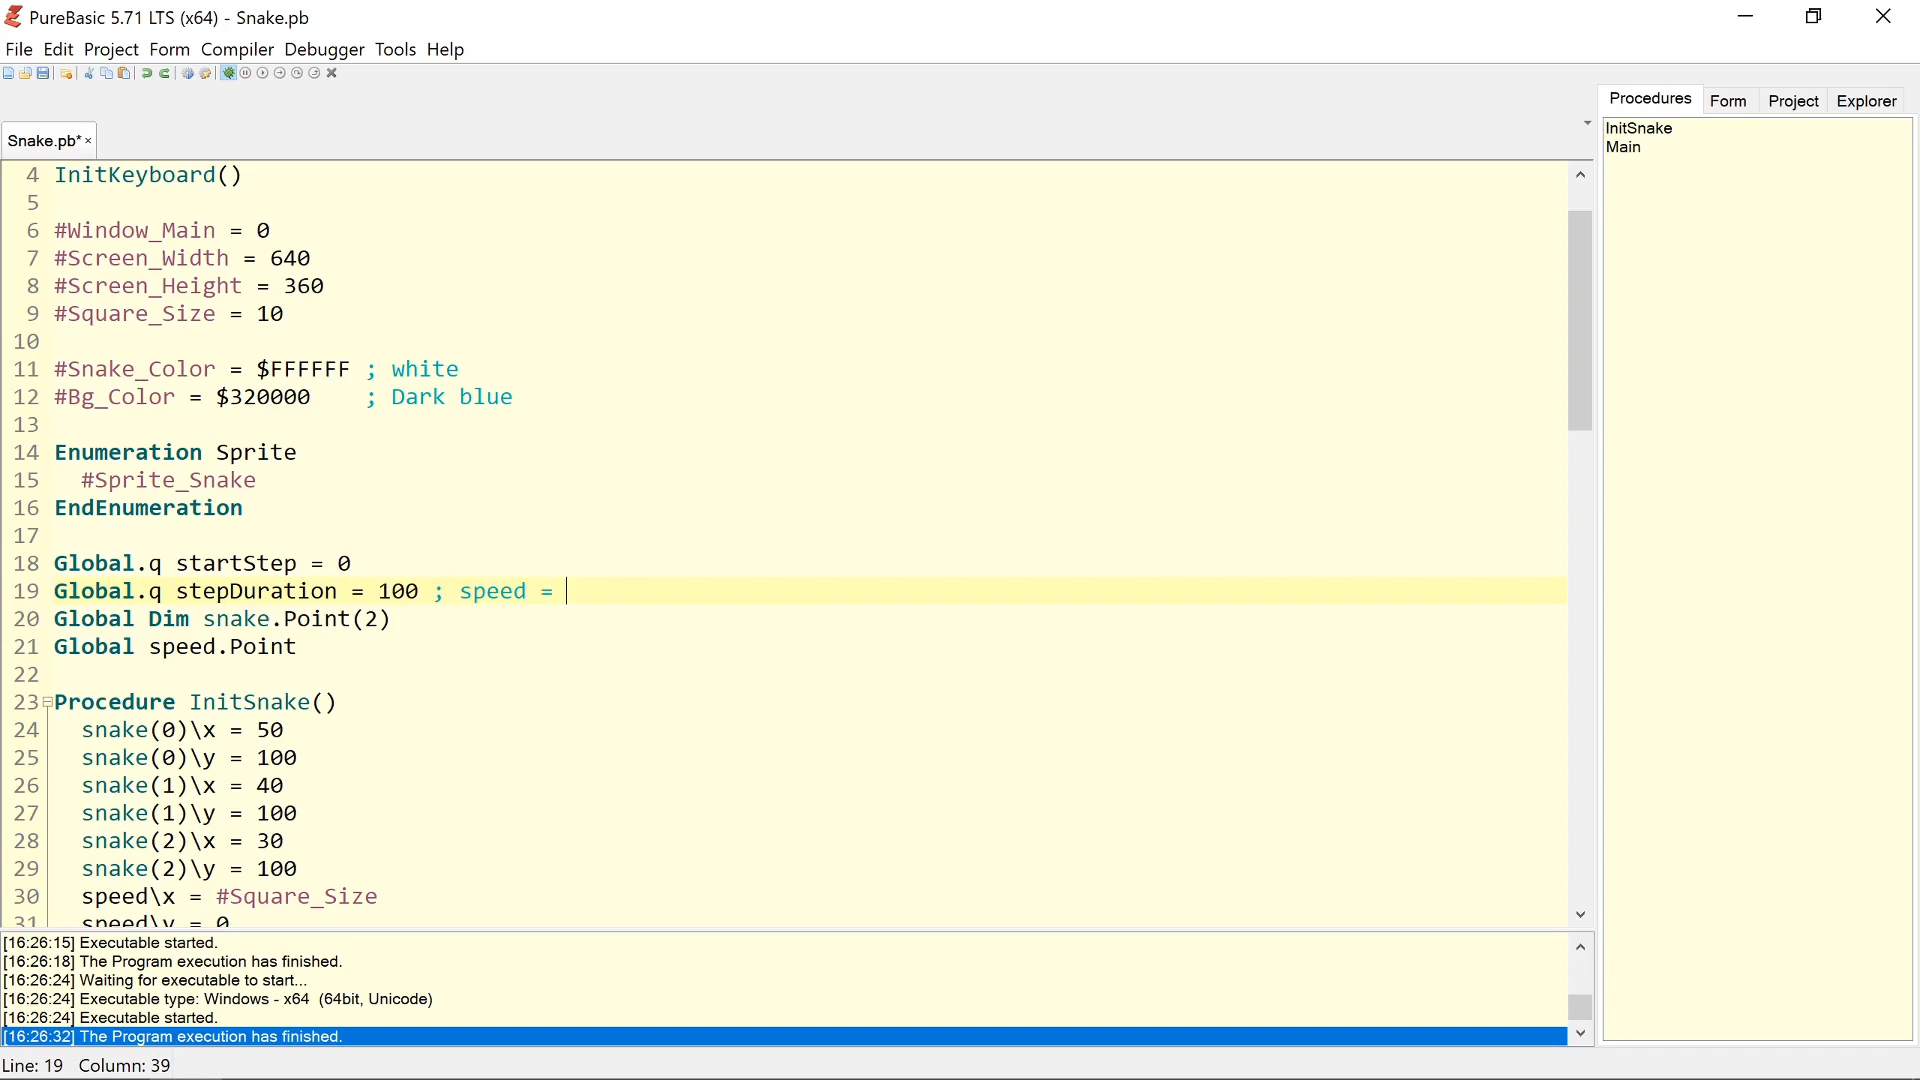 PureBasic 5.71 LTS (x64) - Snake.pb
File Edit Project Form Compiler Debugger Tools Help
Snake.pb*
Procedures Form Project Explorer
InitSnake
Main
4 InitKeyboard()
5
6 #Window_Main = 0
7 #Screen_Width = 640
8 #Screen_Height = 360
9 #Square_Size = 10
10
11 #Snake_Color = $FFFFFF ; white
12 #Bg_Color = $320000    ; Dark blue
13
14 Enumeration Sprite
15   #Sprite_Snake
16 EndEnumeration
17
18 Global.q startStep = 0
19 Global.q stepDuration = 100 ; speed =
20 Global Dim snake.Point(2)
21 Global speed.Point
22
23 Procedure InitSnake()
24   snake(0)\x = 50
25   snake(0)\y = 100
26   snake(1)\x = 40
27   snake(1)\y = 100
28   snake(2)\x = 30
29   snake(2)\y = 100
30   speed\x = #Square_Size
31   speed\y = 0
[16:26:15] Executable started.
[16:26:18] The Program execution has finished.
[16:26:24] Waiting for executable to start...
[16:26:24] Executable type: Windows - x64  (64bit, Unicode)
[16:26:24] Executable started.
[16:26:32] The Program execution has finished.
Line: 19   Column: 39